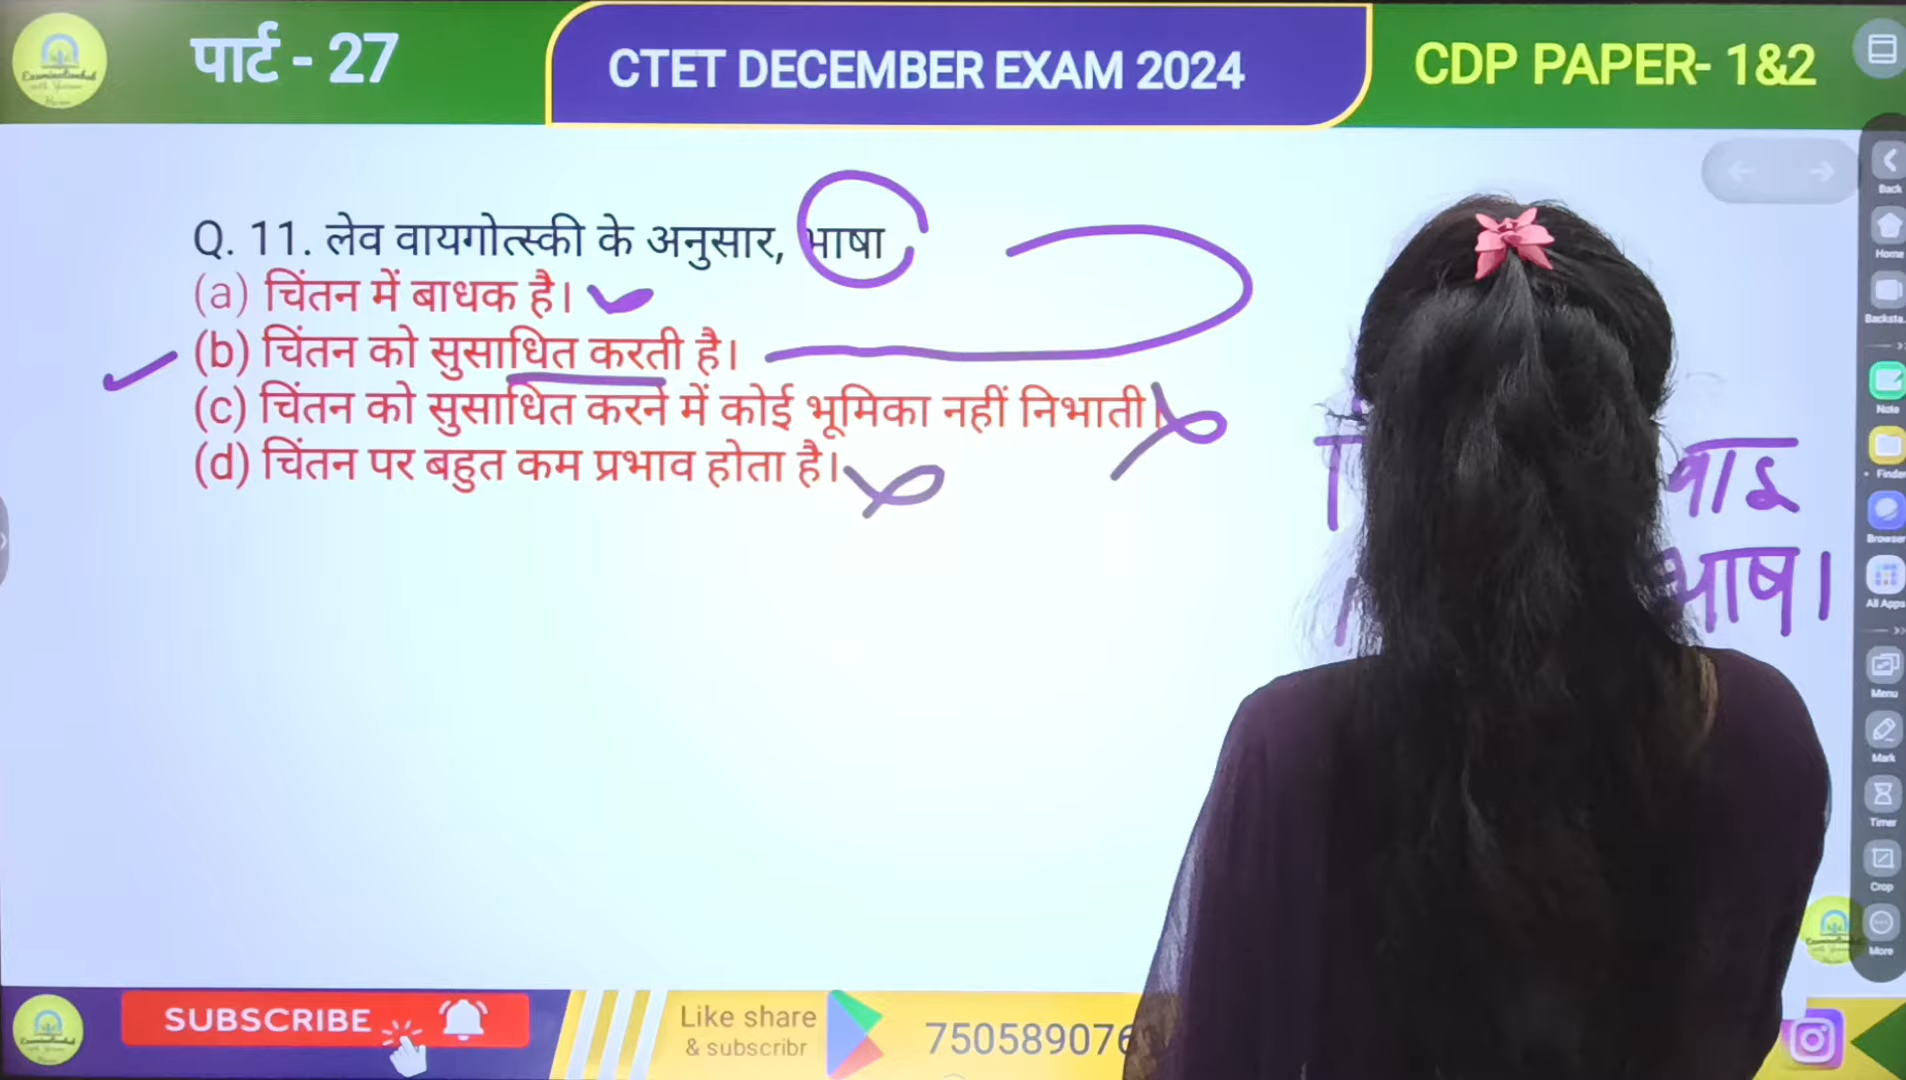 पार्ट - 27
CTET DECEMBER EXAM 2024
CDP PAPER- 1&2
Q. 11. लेव वायगोत्स्की के अनुसार, भाषा
(a) चिंतन में बाधक है।
(b) चिंतन को सुसाधित करती है।
(c) चिंतन को सुसाधित करने में कोई भूमिका नहीं निभाती।
(d) चिंतन पर बहुत कम प्रभाव होता है।
Back
Home
Backsta..
Note
Finder
Browser
All Apps
Menu
Mark
Timer
Crop
More
SUBSCRIBE
Like share
& subscribr
750589076